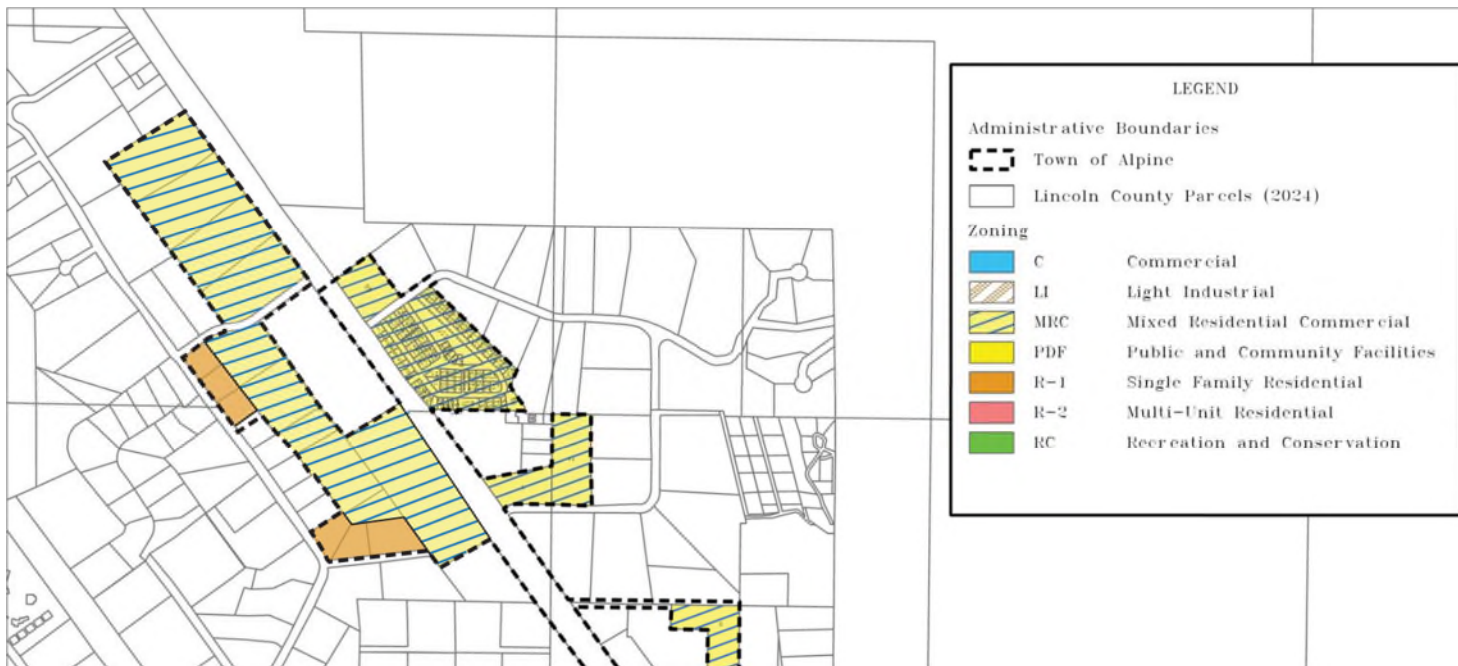 LEGEND
Administrative Boundaries
Town of Alpine
Lincoln County Parcels (2024)
Zoning
C Commercial
LI Light Industrial
MRC Mixed Residential Commercial
PDF Public and Community Facilities
R-1 Single Family Residential
R-2 Multi-Unit Residential
RC Recreation and Conservation